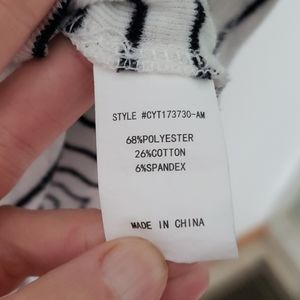 STYLE #CYT173730-AM
68%POLYESTER
26%COTTON
6%SPANDEX
MADE IN CHINA